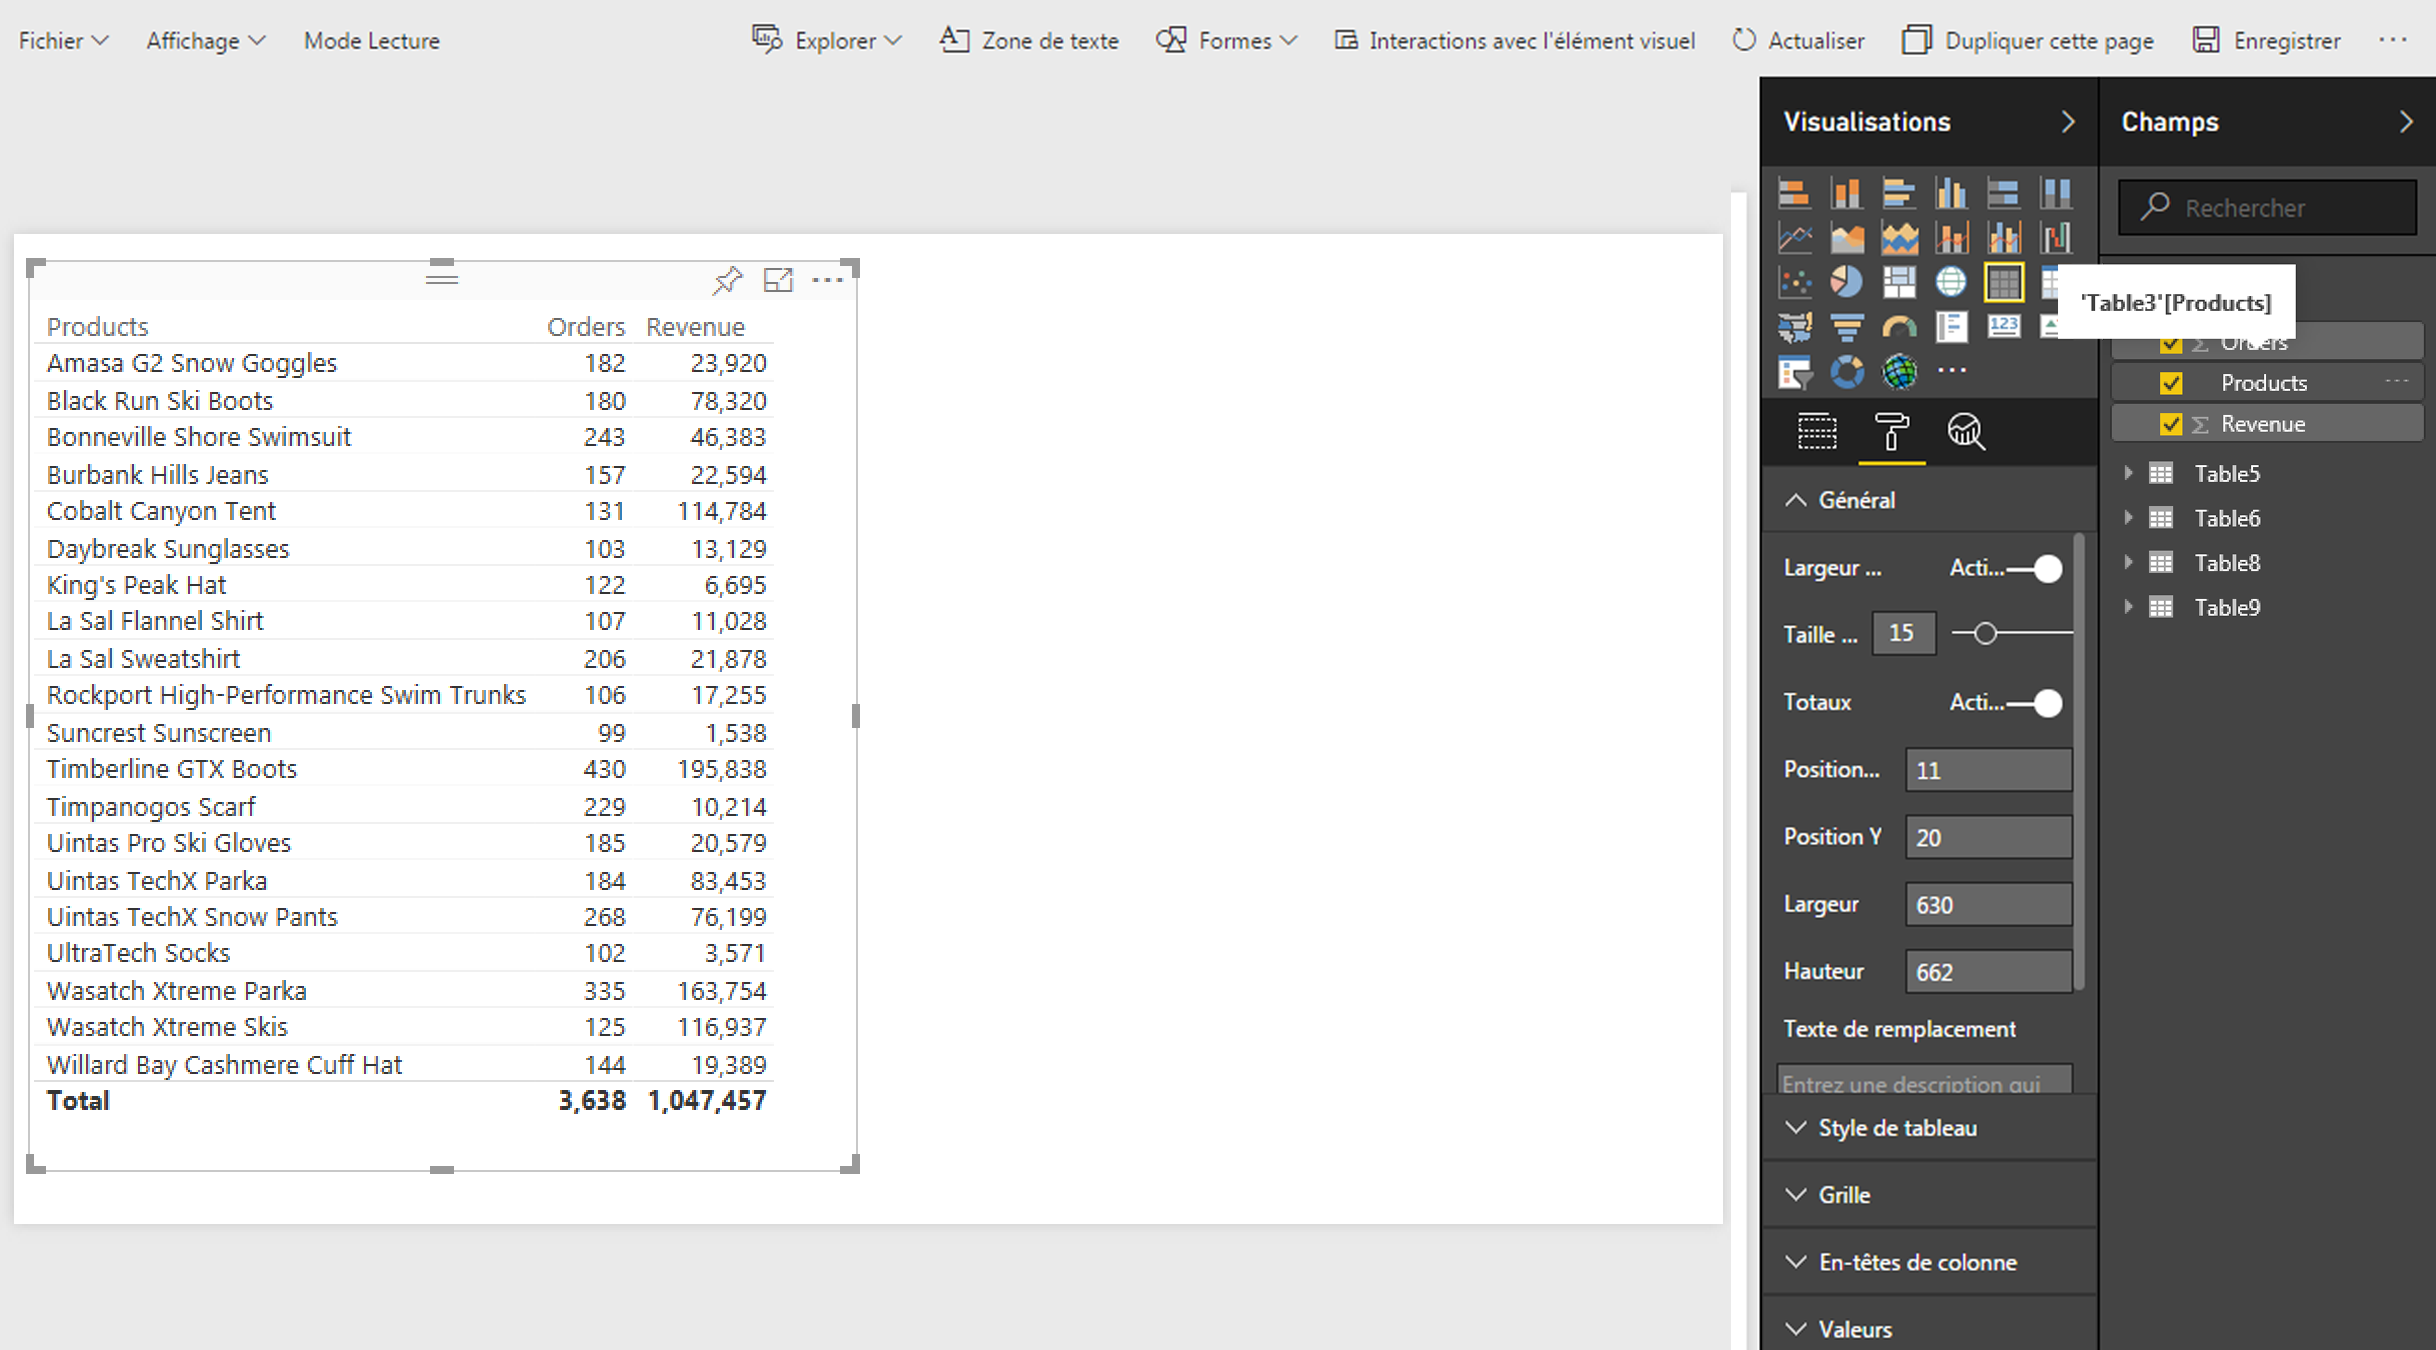 Fichier Affichage Mode Lecture Explorer Zone de texte Formes Interactions avec l'élément visuel Actualiser Dupliquer cette page Enregistrer
Products Orders Revenue
Amasa G2 Snow Goggles 182 23,920
Black Run Ski Boots 180 78,320
Bonneville Shore Swimsuit 243 46,383
Burbank Hills Jeans 157 22,594
Cobalt Canyon Tent 131 114,784
Daybreak Sunglasses 103 13,129
King's Peak Hat 122 6,695
La Sal Flannel Shirt 107 11,028
La Sal Sweatshirt 206 21,878
Rockport High-Performance Swim Trunks 106 17,255
Suncrest Sunscreen 99 1,538
Timberline GTX Boots 430 195,838
Timpanogos Scarf 229 10,214
Uintas Pro Ski Gloves 185 20,579
Uintas TechX Parka 184 83,453
Uintas TechX Snow Pants 268 76,199
UltraTech Socks 102 3,571
Wasatch Xtreme Parka 335 163,754
Wasatch Xtreme Skis 125 116,937
Willard Bay Cashmere Cuff Hat 144 19,389
Total 3,638 1,047,457
Visualisations
123
Général
Largeur ... Acti...
Taille ... 15
Totaux Acti...
Position... 11
Position Y 20
Largeur 630
Hauteur 662
Texte de remplacement
Entrez une description qui
Style de tableau
Grille
En-têtes de colonne
Valeurs
Champs
Rechercher
'Table3'[Products]
Orders
Products
Σ Revenue
Table5
Table6
Table8
Table9